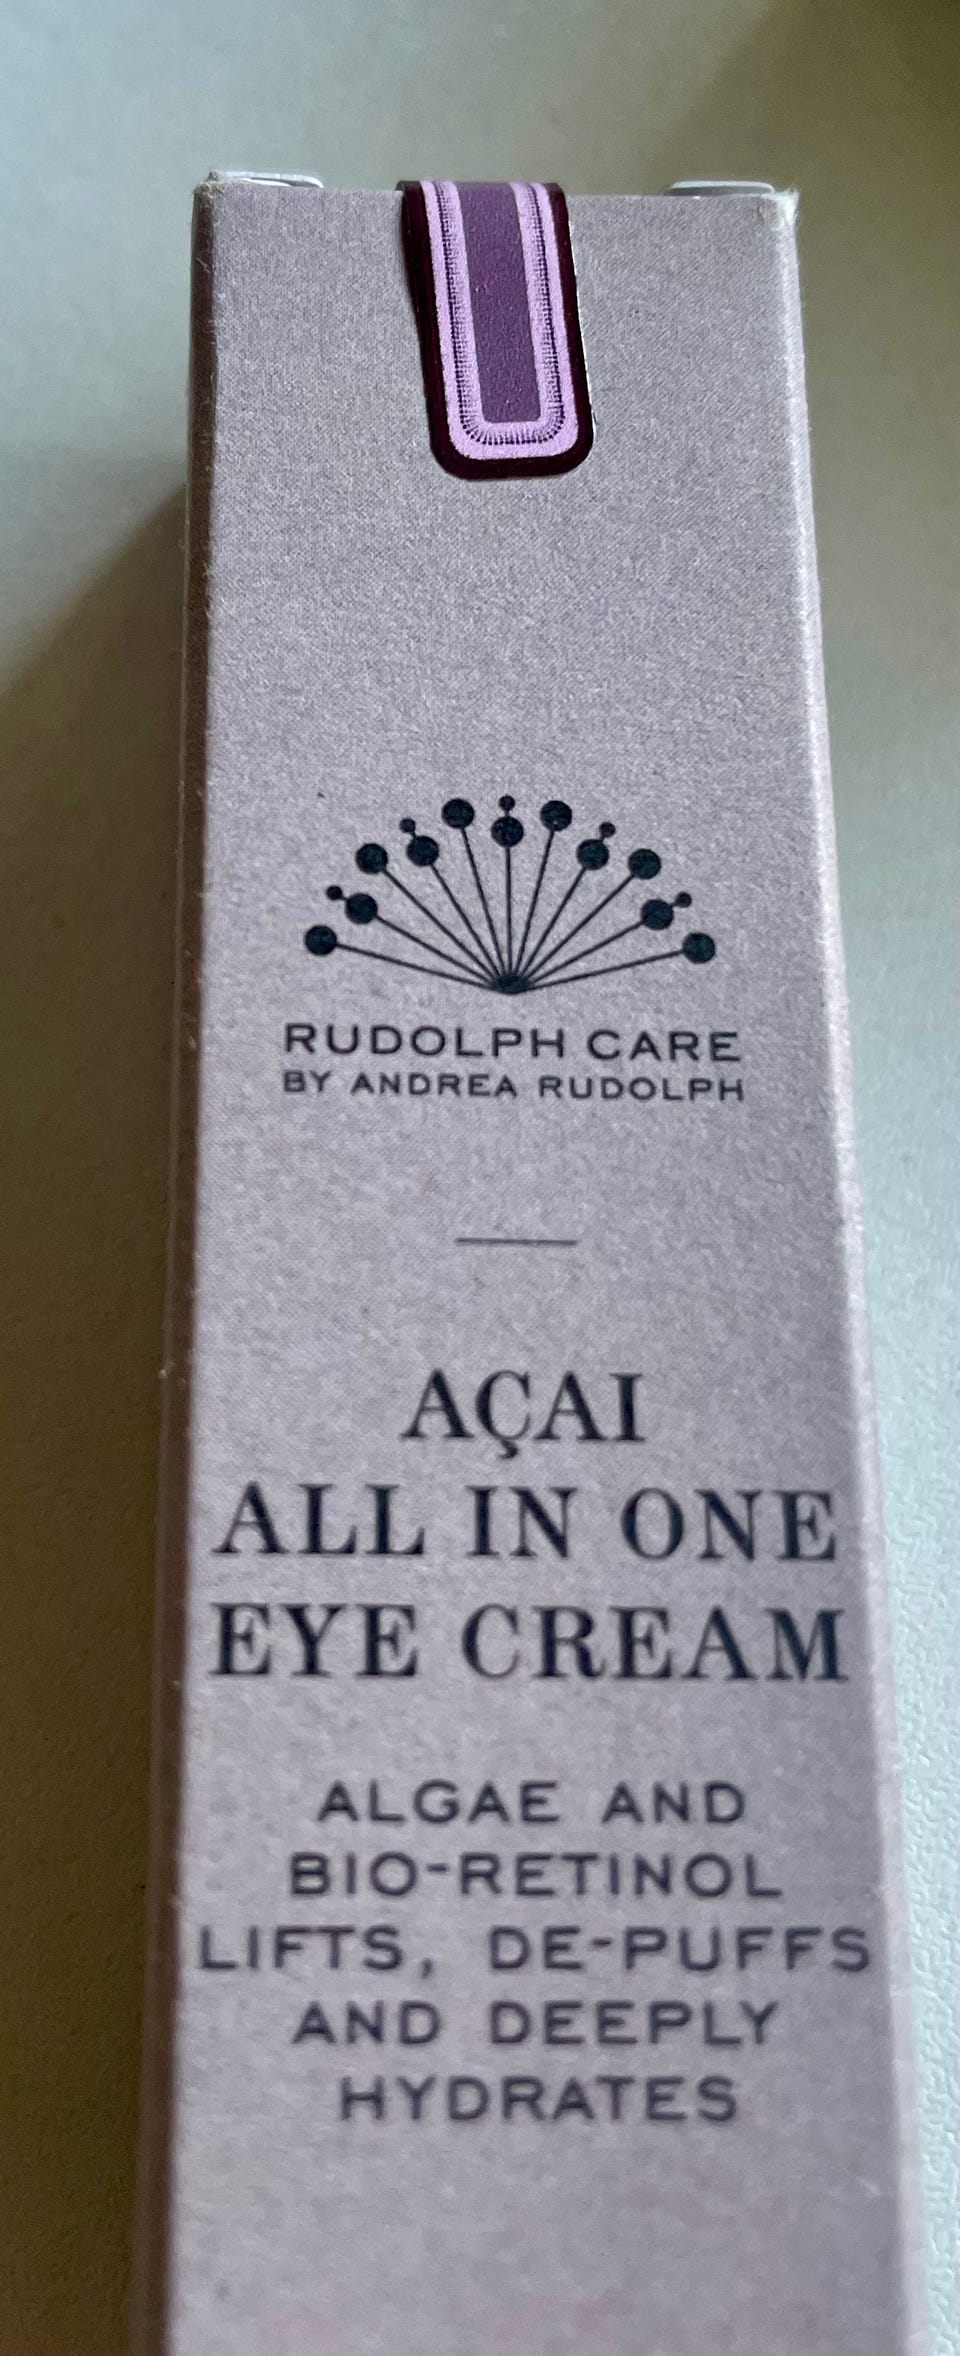 RUDOLPH CARE
BY ANDREA RUDOLPH
AÇAI
ALL IN ONE
EYE CREAM
ALGAE AND
BIO-RETINOL
LIFTS, DE-PUFFS
AND DEEPLY
HYDRATES